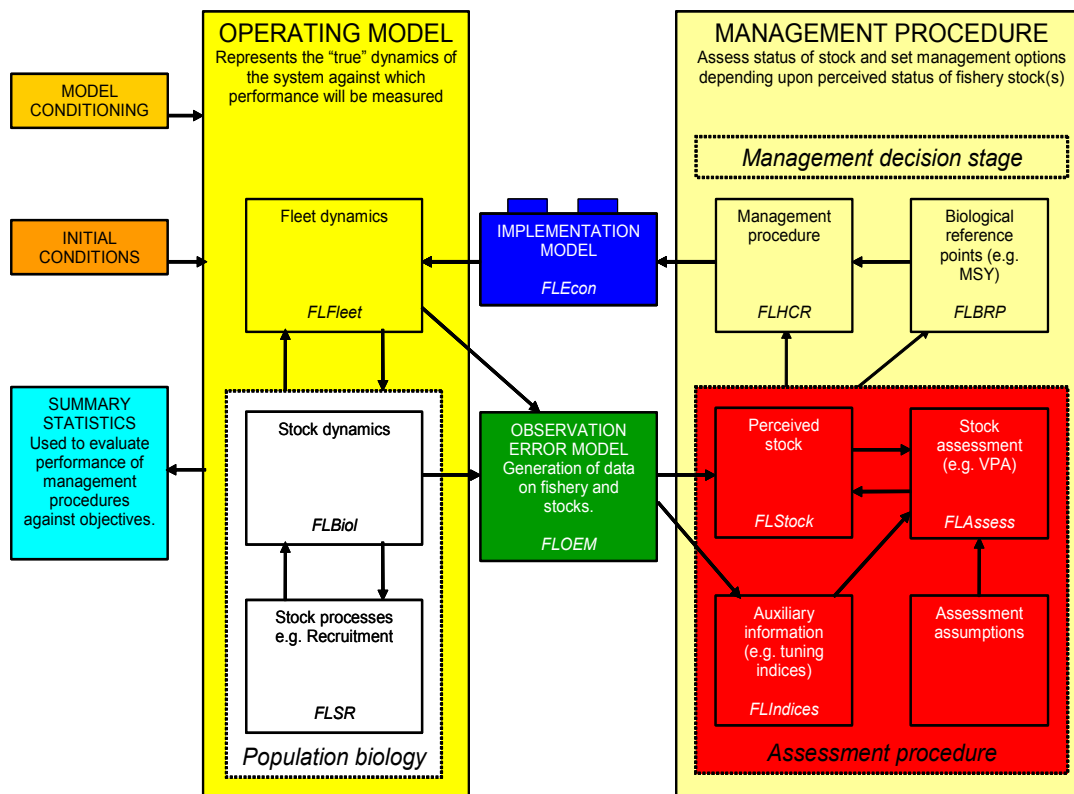 OPERATING MODEL
Represents the “true” dynamics of
the system against which
performance will be measured
MANAGEMENT PROCEDURE
Assess status of stock and set management options
depending upon perceived status of fishery stock(s)
MODEL
CONDITIONING
Management decision stage
INITIAL
CONDITIONS
Fleet dynamics
FLFleet
IMPLEMENTATION
MODEL
FLEcon
Management
procedure
FLHCR
Biological
reference
points (e.g.
MSY)
FLBRP
SUMMARY
STATISTICS
Used to evaluate
performance of
management
procedures
against objectives.
Stock dynamics
FLBiol
OBSERVATION
ERROR MODEL
Generation of data
on fishery and
stocks.
FLOEM
Perceived
stock
FLStock
Stock
assessment
(e.g. VPA)
FLAssess
Stock processes
e.g. Recruitment
FLSR
Population biology
Auxiliary
information
(e.g. tuning
indices)
FLIndices
Assessment
assumptions
Assessment procedure